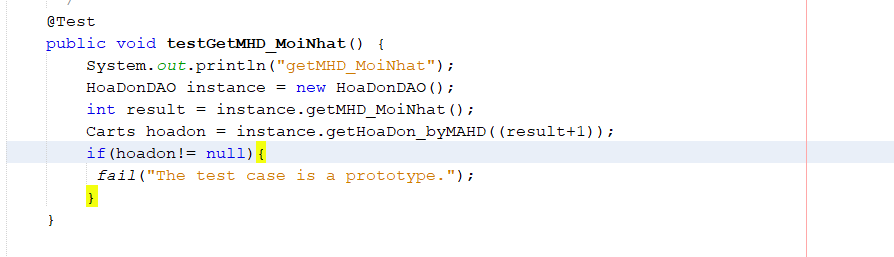 @Test
public void testGetMHD_MoiNhat() {
System.out.println("getMHD_MoiNhat");
HoaDonDAO instance = new HoaDonDAO();
int result = instance.getMHD_MoiNhat();
Carts hoadon = instance.getHoaDon_byMAHD((result+1));
if(hoadon!= null){
fail("The test case is a prototype.");
}
}